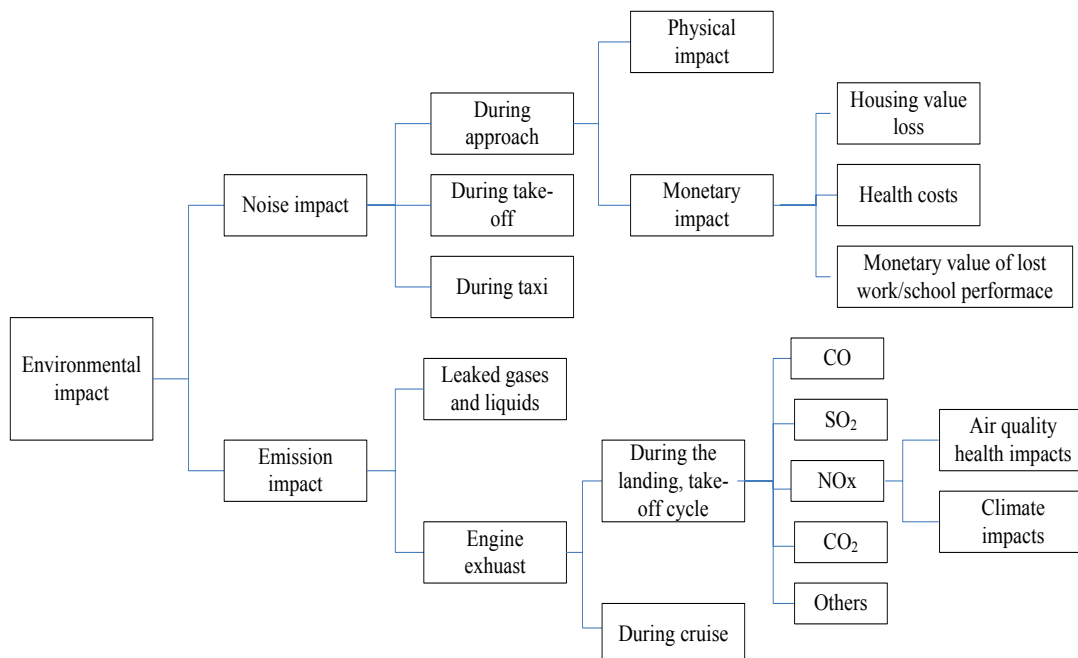 Physical
impact
During
approach
Housing value
loss
Noise impact
During take-
off
Monetary
impact
Health costs
During taxi
Monetary value of lost
work/school performace
Environmental
impact
Leaked gases
and liquids
CO
SO₂
Air quality
health impacts
Emission
impact
During the
landing, take-
off cycle
NOx
Climate
impacts
Engine
exhuast
CO₂
Others
During cruise